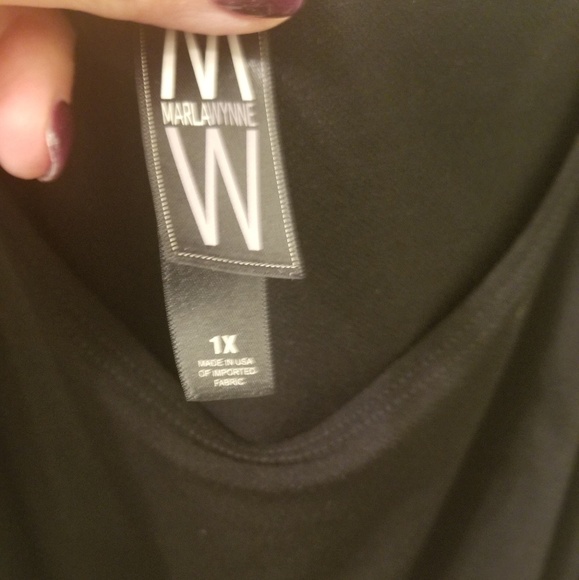 M
MARLAWYNNE
W
1X
MADE IN USA
OF IMPORTED
FABRIC